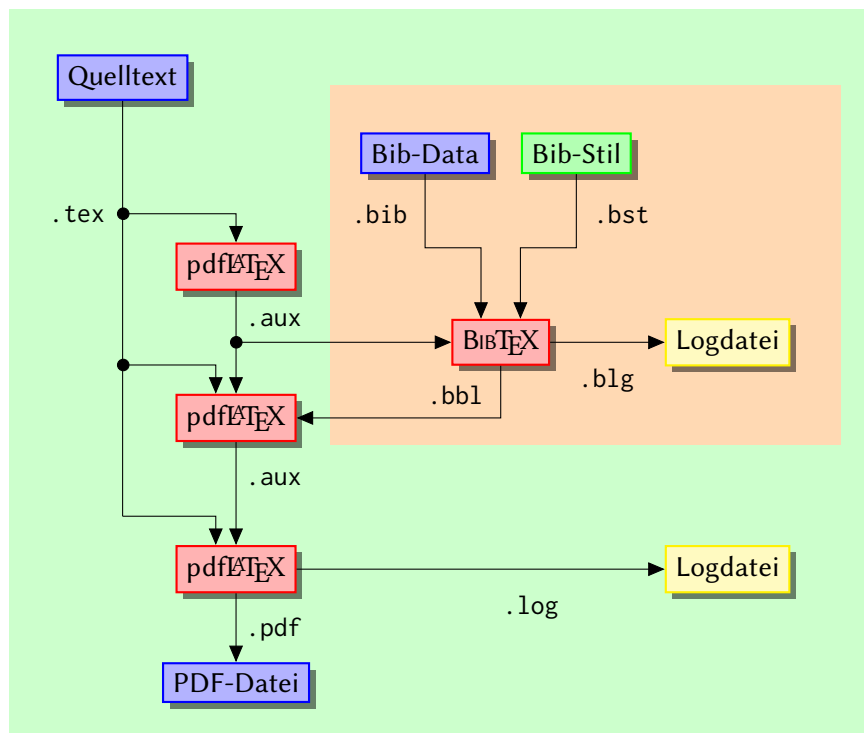 Quelltext
Bib-Data
Bib-Stil
.tex
.bib
.bst
pdfLATEX
.aux
BIBTEX
Logdatei
.blg
.bbl
pdfLATEX
.aux
pdfLATEX
Logdatei
.log
.pdf
PDF-Datei